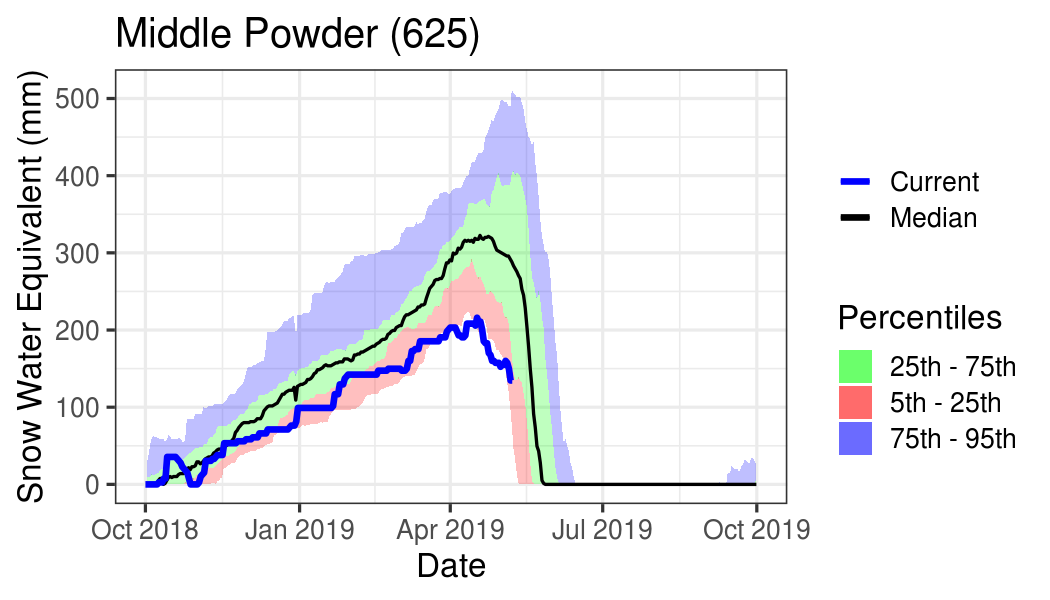 Middle Powder (625)
Snow Water Equivalent (mm)
500
400
300
200
100
0
Oct 2018
Jan 2019
Apr 2019
Jul 2019
Oct 2019
Date
Current
Median
Percentiles
25th - 75th
5th - 25th
75th - 95th